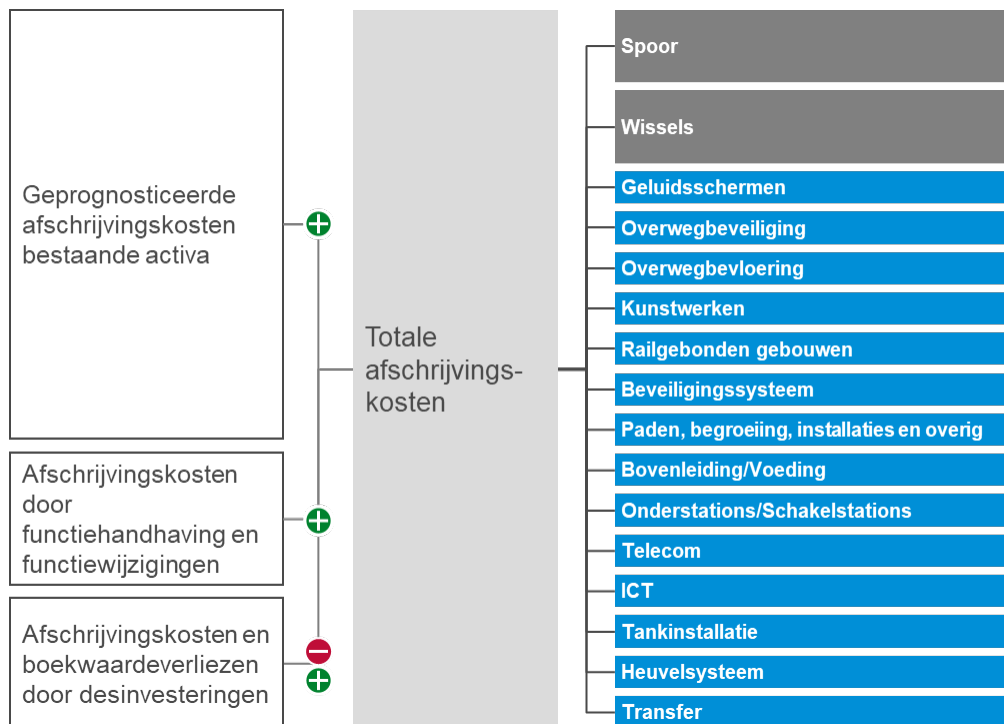 Geprognosticeerde
afschrijvingskosten
bestaande activa
Afschrijvingskosten
door
functiehandhaving en
functiewijzigingen
Afschrijvingskosten en
boekwaardeverliezen
door desinvesteringen
Totale
afschrijvings-
kosten
Spoor
Wissels
Geluidsschermen
Overwegbeveiliging
Overwegbevloering
Kunstwerken
Railgebonden gebouwen
Beveiligingssysteem
Paden, begroeiing, installaties en overig
Bovenleiding/Voeding
Onderstations/Schakelstations
Telecom
ICT
Tankinstallatie
Heuvelsysteem
Transfer